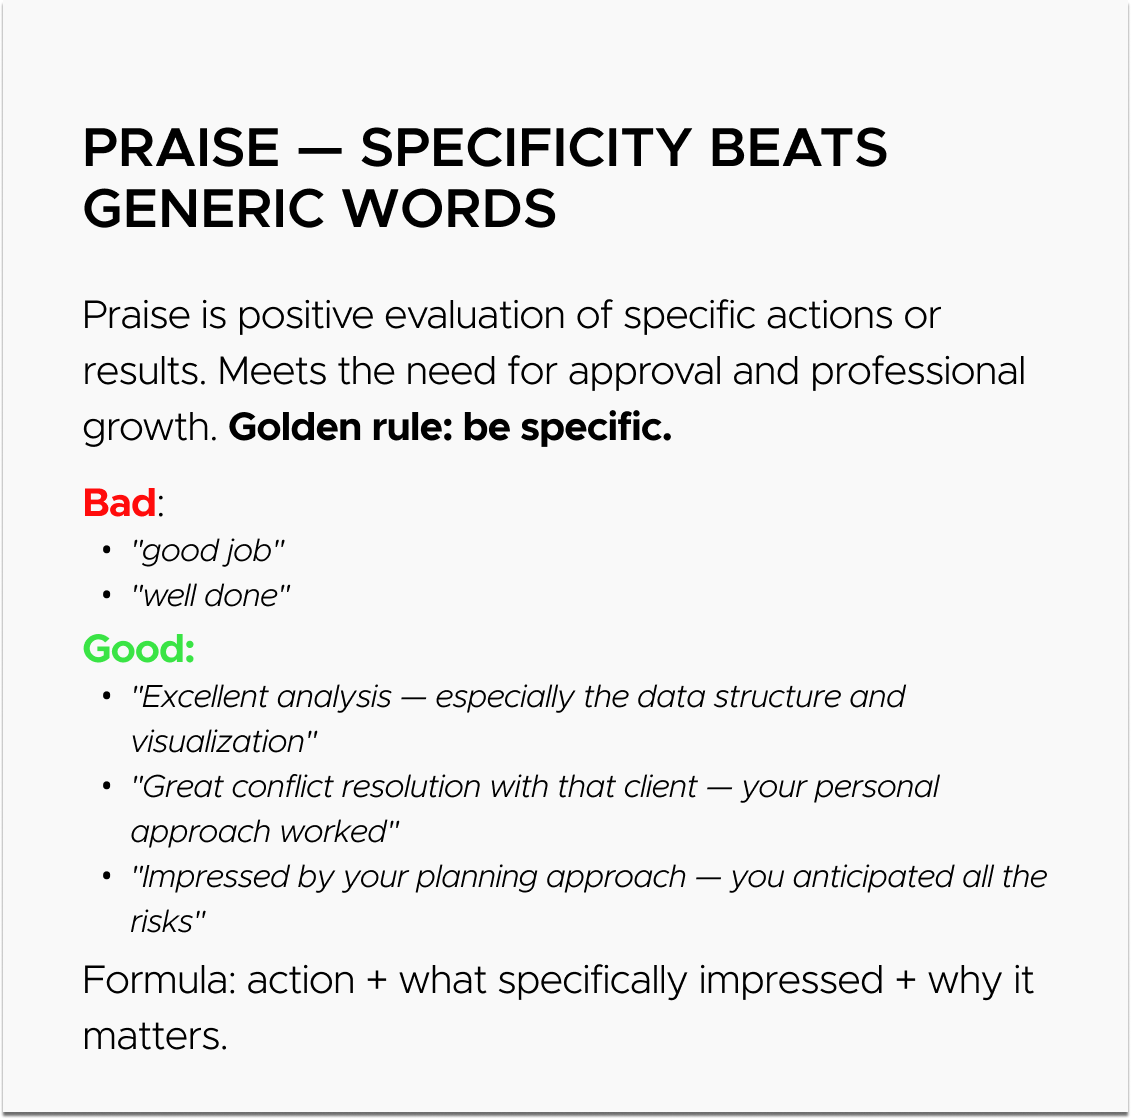 PRAISE — SPECIFICITY BEATS
GENERIC WORDS
Praise is positive evaluation of specific actions or
results. Meets the need for approval and professional
growth. Golden rule: be specific.
Bad:
• "good job"
• "well done"
Good:
• "Excellent analysis — especially the data structure and
visualization"
• "Great conflict resolution with that client — your personal
approach worked"
• "Impressed by your planning approach — you anticipated all the
risks"
Formula: action + what specifically impressed + why it
matters.